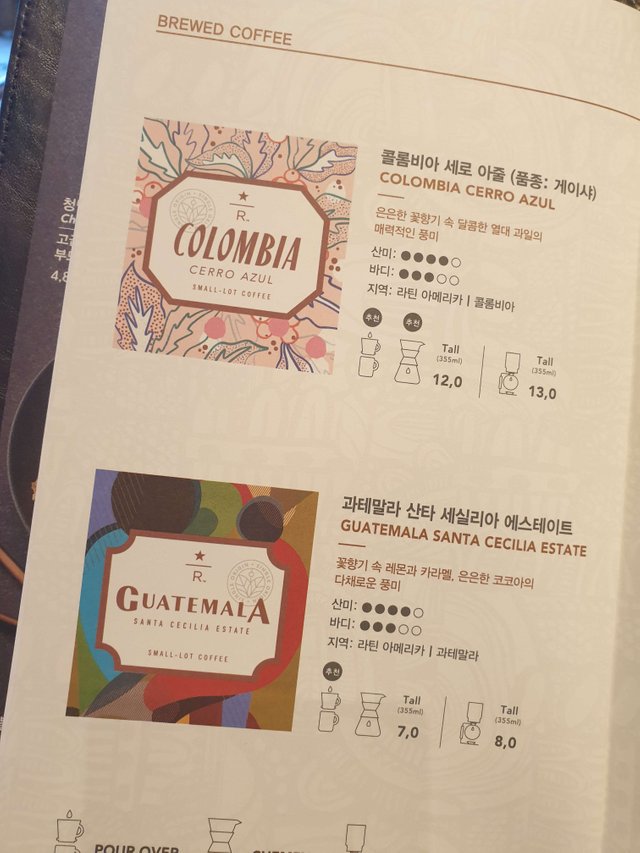 BREWED COFFEE
콜롬비아 세로 아줄 (품종: 게이샤)
COLOMBIA CERRO AZUL
은은한 꽃향기 속 달콤한 열대 과일의
매력적인 풍미
산미: ●●●●○
바디: ●●●○○
지역: 라틴 아메리카 | 콜롬비아
추천 추천
Tall
(355ml)
12,0
Tall
(355ml)
13,0
R.
COLOMBIA
CERRO AZUL
SMALL-LOT COFFEE
과테말라 산타 세실리아 에스테이트
GUATEMALA SANTA CECILIA ESTATE
꽃향기 속 레몬과 카라멜, 은은한 코코아의
다채로운 풍미
산미: ●●●●○
바디: ●●●○○
지역: 라틴 아메리카 | 과테말라
추천
Tall
(355ml)
7,0
Tall
(355ml)
8,0
R.
GUATEMALA
SANTA CECILIA ESTATE
SMALL-LOT COFFEE
POUR OVER
4,8